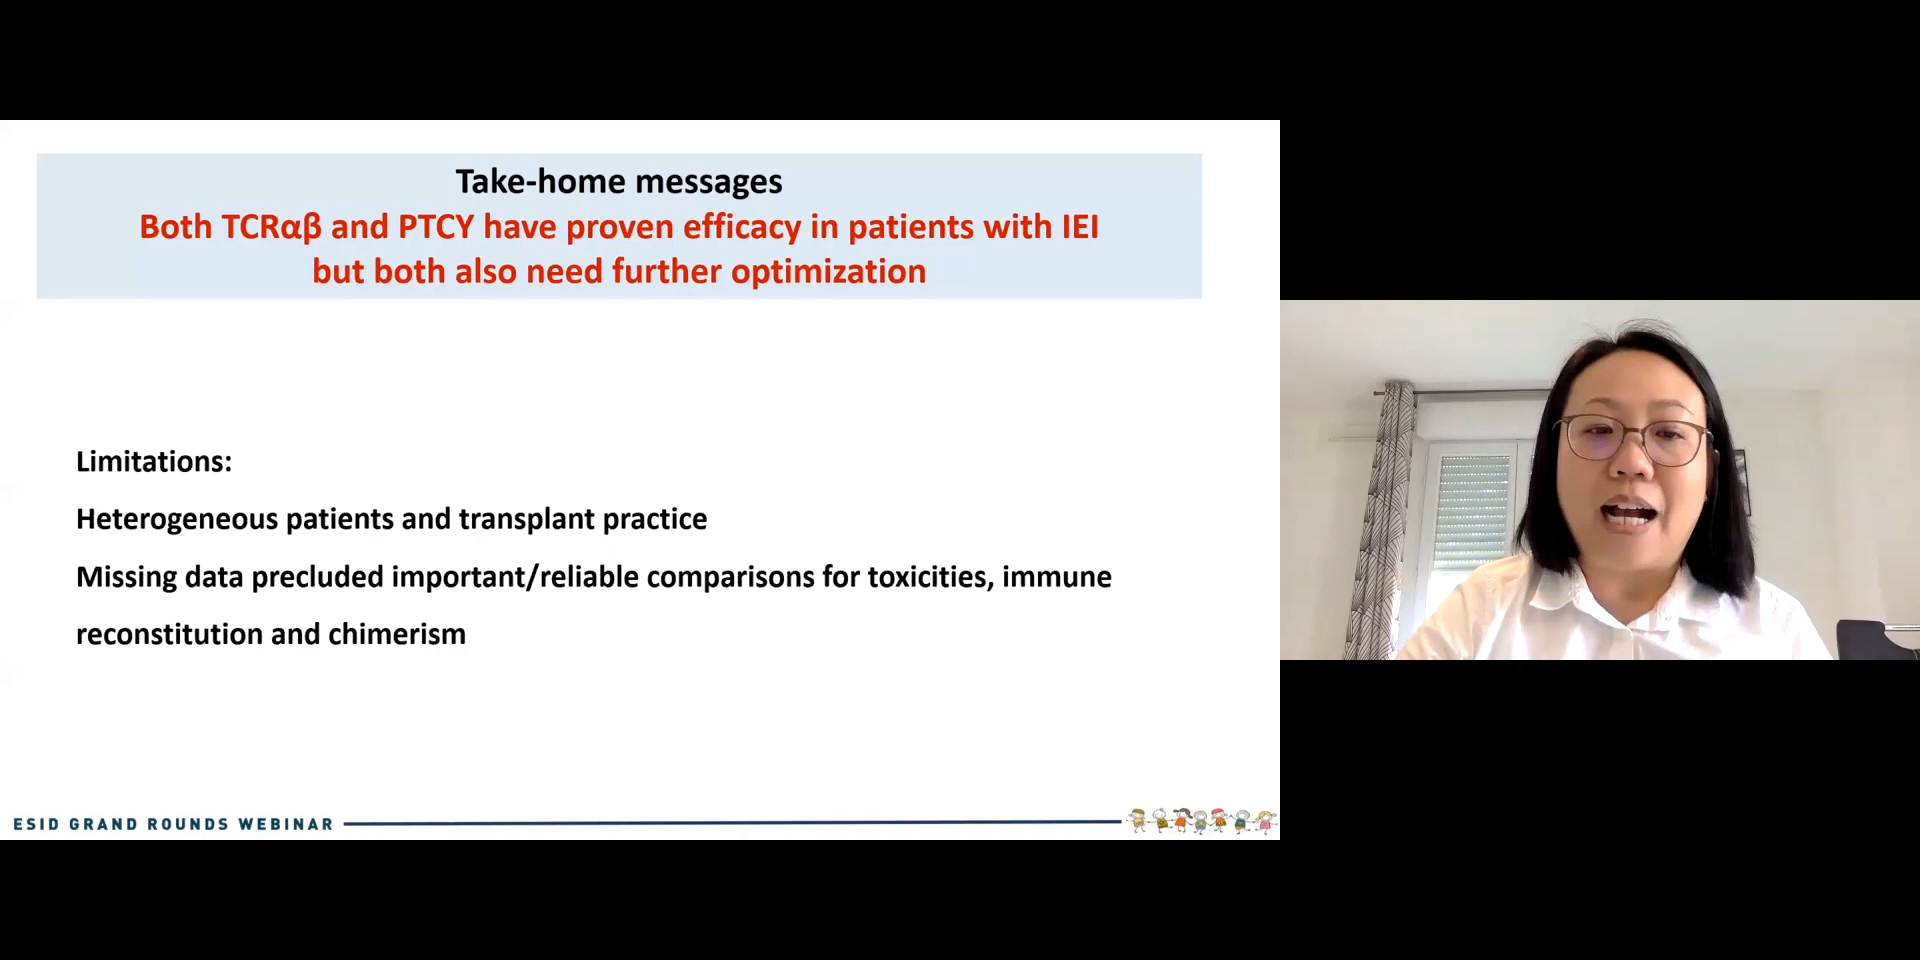 Take-home messages
Both TCRαβ and PTCY have proven efficacy in patients with IEI
but both also need further optimization
Limitations:
Heterogeneous patients and transplant practice
Missing data precluded important/reliable comparisons for toxicities, immune
reconstitution and chimerism
ESID GRAND ROUNDS WEBINAR